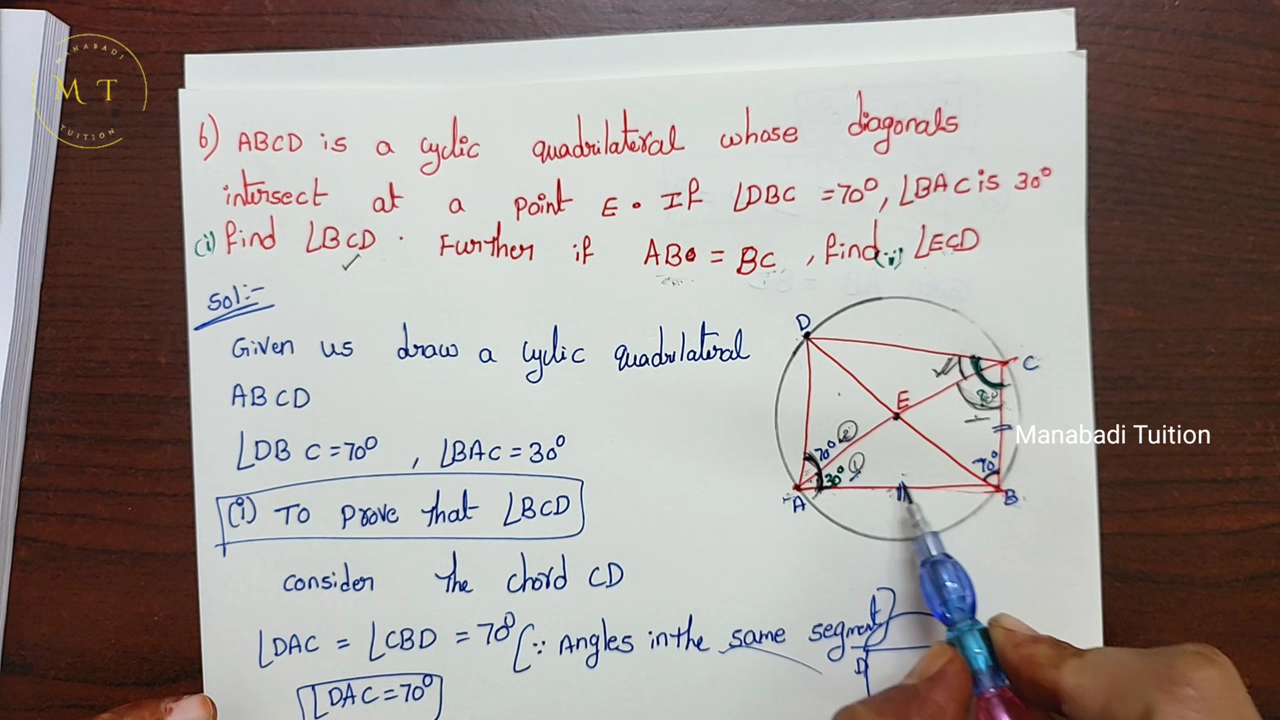 MANABADI
M T
TUITION
6) ABCD is a cyclic quadrilateral whose diagonals
intersect at a point E. If ∠DBC = 70°, ∠BAC is 30°
(i) find ∠BCD. Further if AB = BC, find (ii) ∠ECD
Sol:-
Given us draw a cyclic quadrilateral
ABCD
∠DBC = 70°, ∠BAC = 30°
(i) To prove that ∠BCD
consider the chord CD
∠DAC = ∠CBD = 70° (∵ Angles in the same segment)
∠DAC = 70°
D
C
E
70° 2
30° 1
70°
A
B
D
Manabadi Tuition